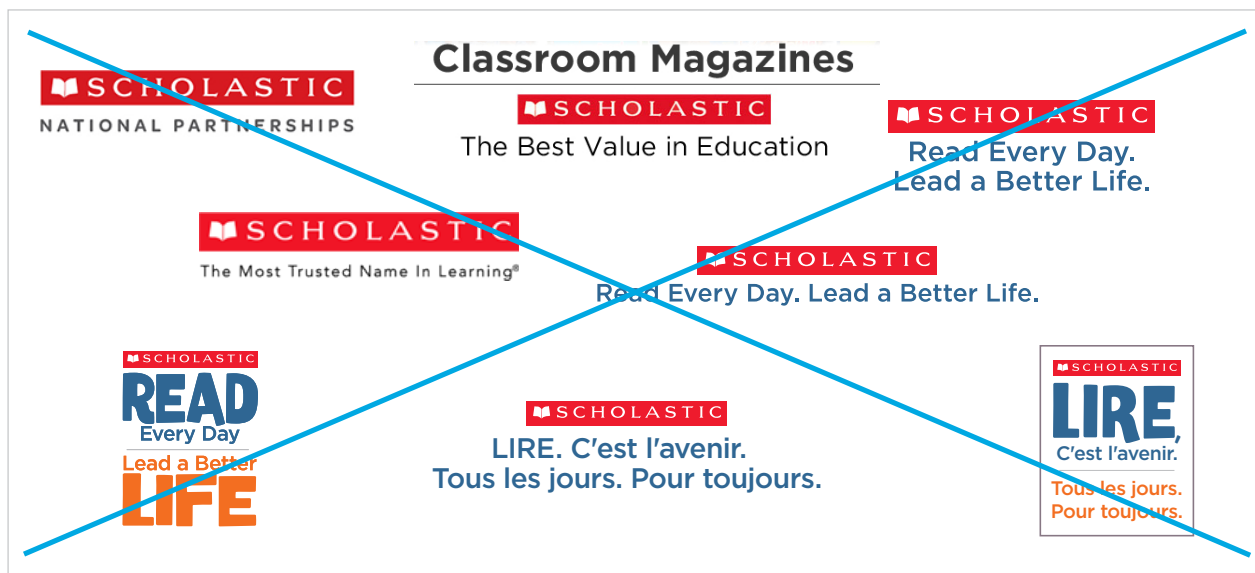 Classroom Magazines
SCHOLASTIC
NATIONAL PARTNERSHIPS
SCHOLASTIC
The Best Value in Education
SCHOLASTIC
Read Every Day.
Lead a Better Life.
SCHOLASTIC
The Most Trusted Name In Learning®
SCHOLASTIC
Read Every Day. Lead a Better Life.
SCHOLASTIC
READ
Every Day
Lead a Better
LIFE
SCHOLASTIC
LIRE. C'est l'avenir.
Tous les jours. Pour toujours.
SCHOLASTIC
LIRE,
C'est l'avenir.
Tous les jours.
Pour toujours.